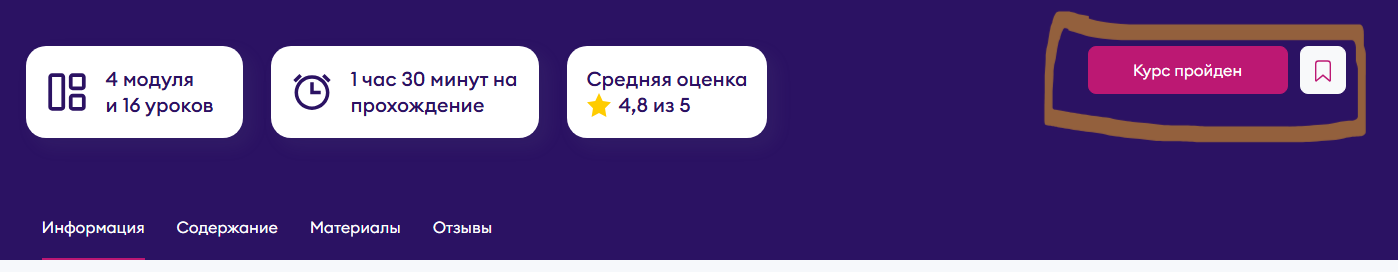 4 модуля
и 16 уроков
1 час 30 минут на
прохождение
Средняя оценка
4,8 из 5
Курс пройден
Информация
Содержание
Материалы
Отзывы